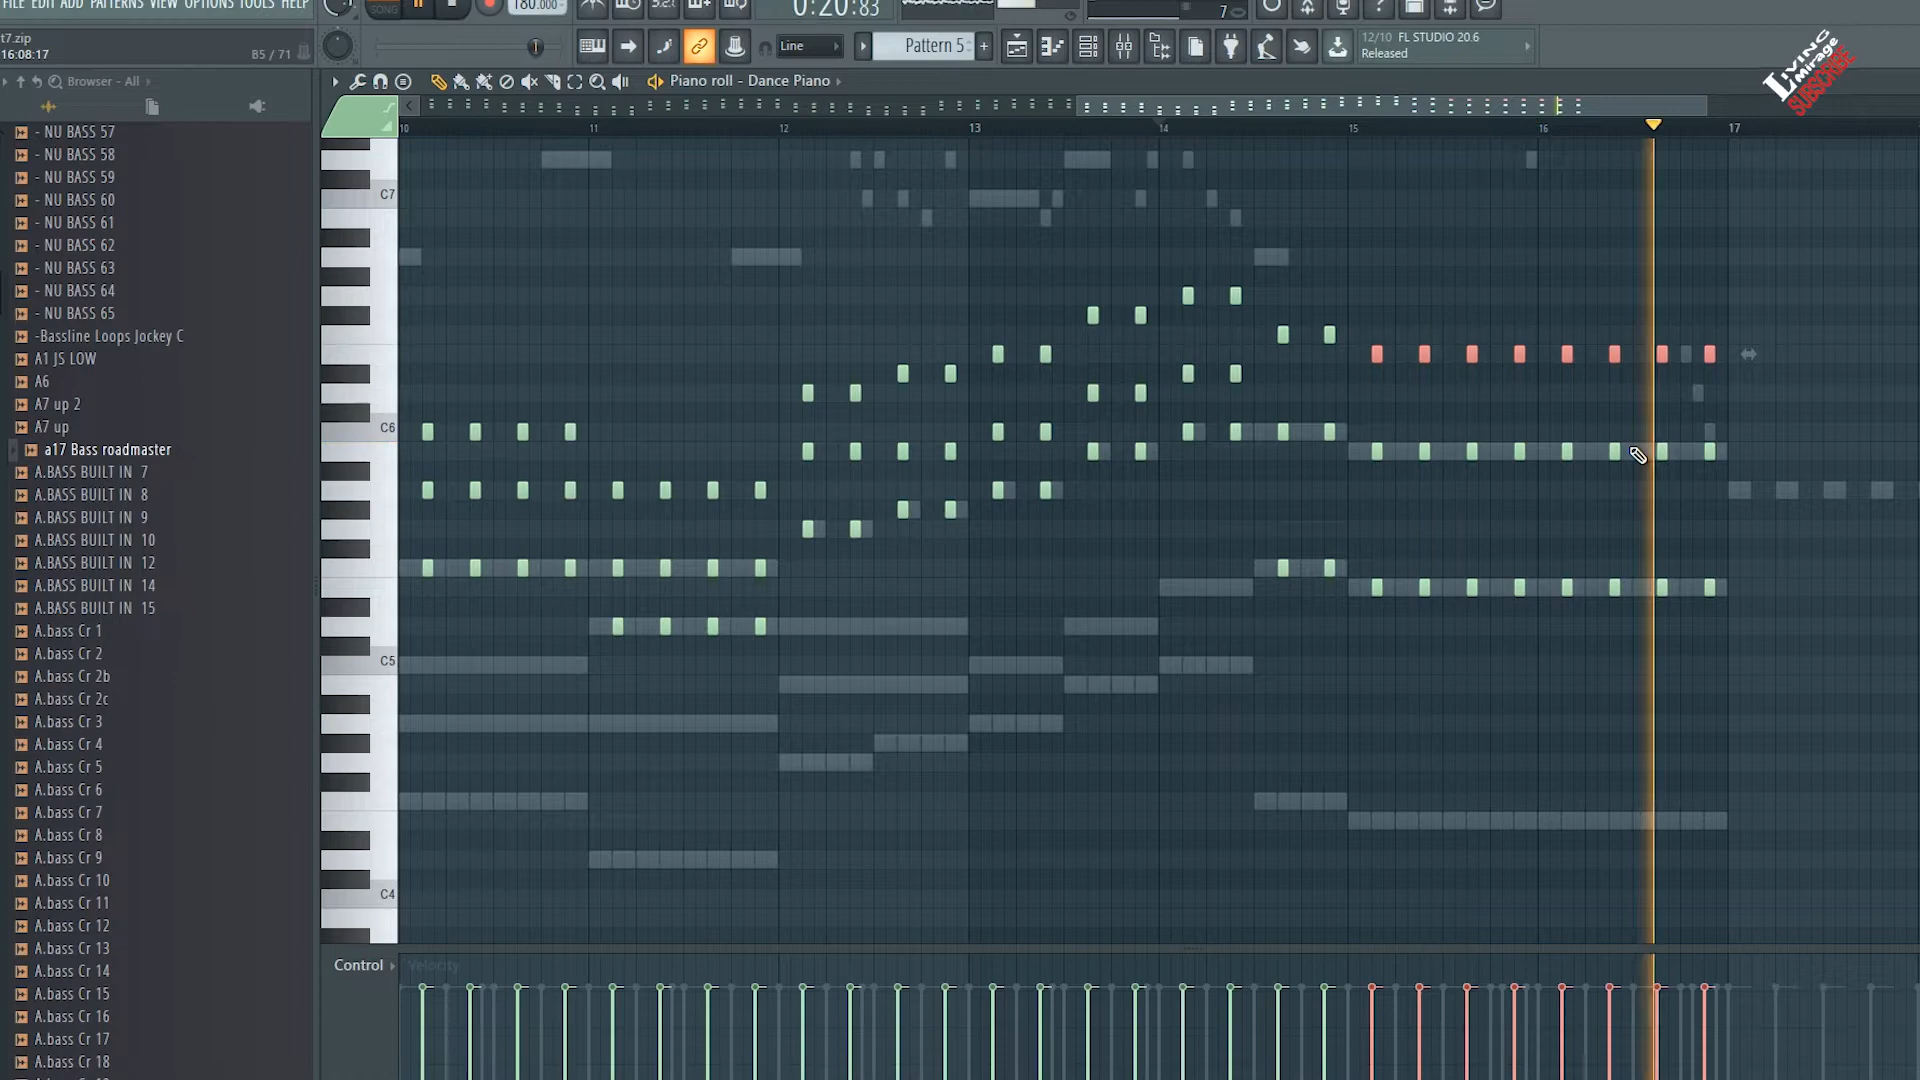 FILE EDIT ADD PATTERNS VIEW OPTIONS TOOLS HELP
SONG
180.000
0:20:83
7
t7.zip
16:08:17
B5 / 71
Line
Pattern 5
12/10 FL STUDIO 20.6
Released
LiViNG
Mirage
SUBSCRIBE
Browser - All
Piano roll - Dance Piano
10
11
12
13
14
15
16
17
- NU BASS 57
- NU BASS 58
- NU BASS 59
- NU BASS 60
- NU BASS 61
- NU BASS 62
- NU BASS 63
- NU BASS 64
- NU BASS 65
-Bassline Loops Jockey C
A1 JS LOW
A6
A7 up 2
A7 up
a17 Bass roadmaster
A.BASS BUILT IN 7
A.BASS BUILT IN 8
A.BASS BUILT IN 9
A.BASS BUILT IN 10
A.BASS BUILT IN 12
A.BASS BUILT IN 14
A.BASS BUILT IN 15
A.bass Cr 1
A.bass Cr 2
A.bass Cr 2b
A.bass Cr 2c
A.bass Cr 3
A.bass Cr 4
A.bass Cr 5
A.bass Cr 6
A.bass Cr 7
A.bass Cr 8
A.bass Cr 9
A.bass Cr 10
A.bass Cr 11
A.bass Cr 12
A.bass Cr 13
A.bass Cr 14
A.bass Cr 15
A.bass Cr 16
A.bass Cr 17
A.bass Cr 18
C7
C6
C5
C4
Control
Velocity